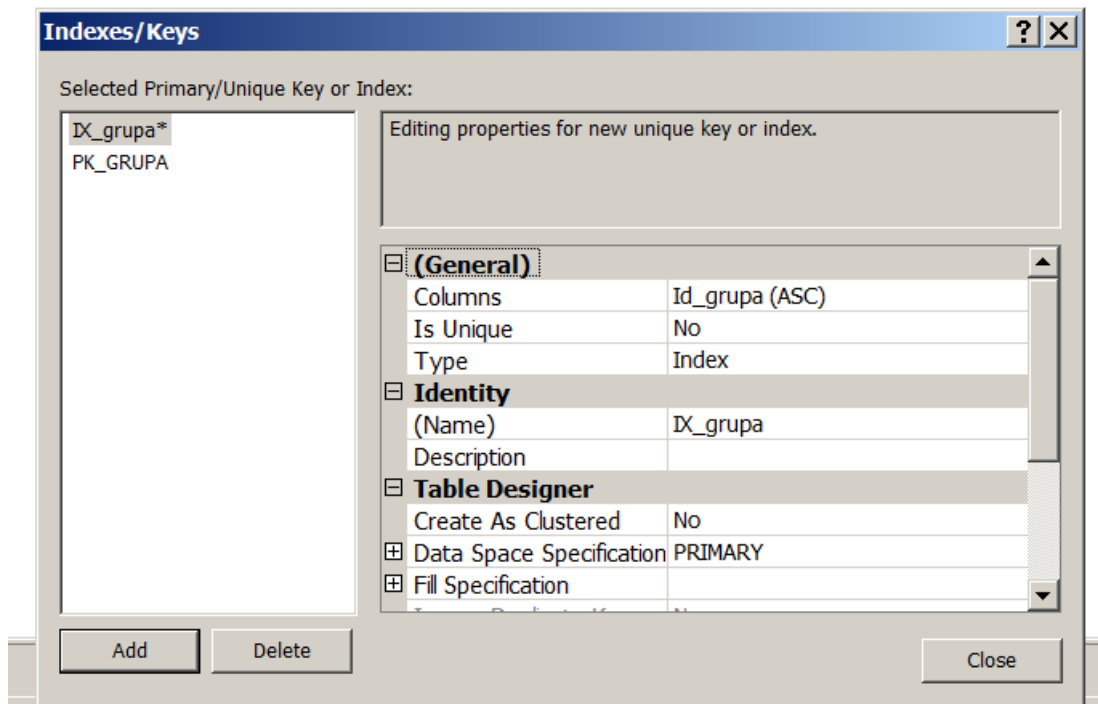 Indexes/Keys
Selected Primary/Unique Key or Index:
IX_grupa*
PK_GRUPA
Editing properties for new unique key or index.
(General)
Columns Id_grupa (ASC)
Is Unique No
Type Index
Identity
(Name) IX_grupa
Description
Table Designer
Create As Clustered No
Data Space Specification PRIMARY
Fill Specification
Add Delete
Close